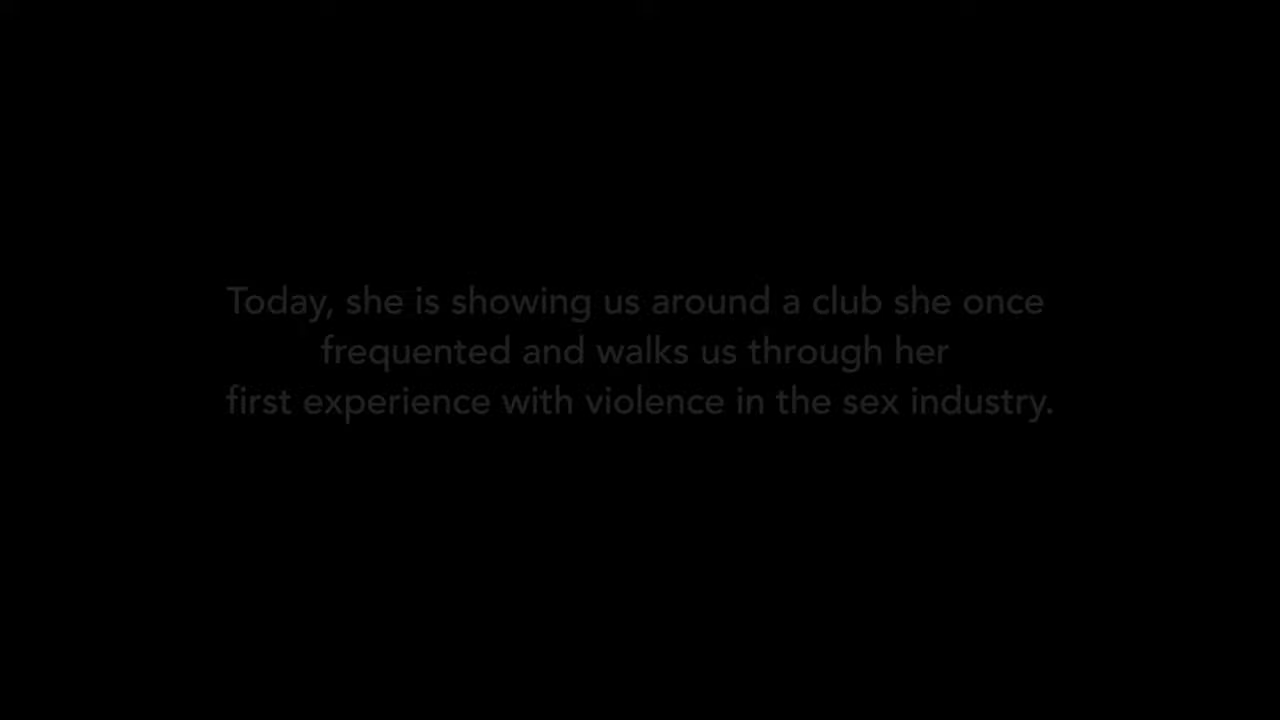 Today, she is showing us around a club she once
frequented and walks us through her
first experience with violence in the sex industry.